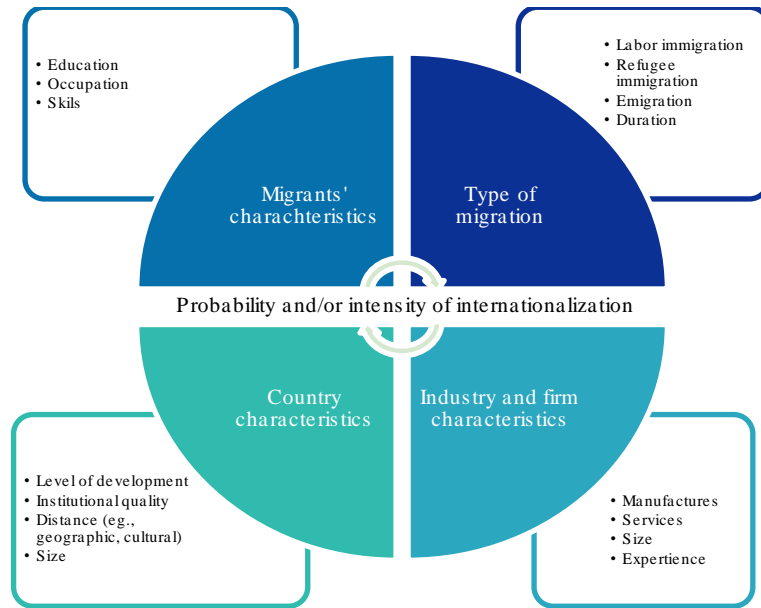 • Education
• Occupation
• Skils
• Labor immigration
• Refugee
immigration
• Emigration
• Duration
Migrants'
charachteristics
Type of
migration
Probability and/or intensity of internationalization
Country
characteristics
Industry and firm
characteristics
• Level of development
• Institutional quality
• Distance (eg.,
geographic, cultural)
• Size
• Manufactures
• Services
• Size
• Expertience